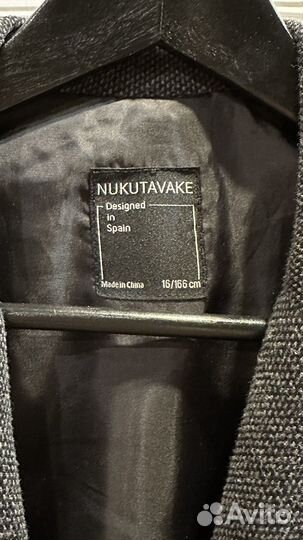 NUKUTAVAKE
Designed
in
Spain
Made in China 16/166 cm
Avito